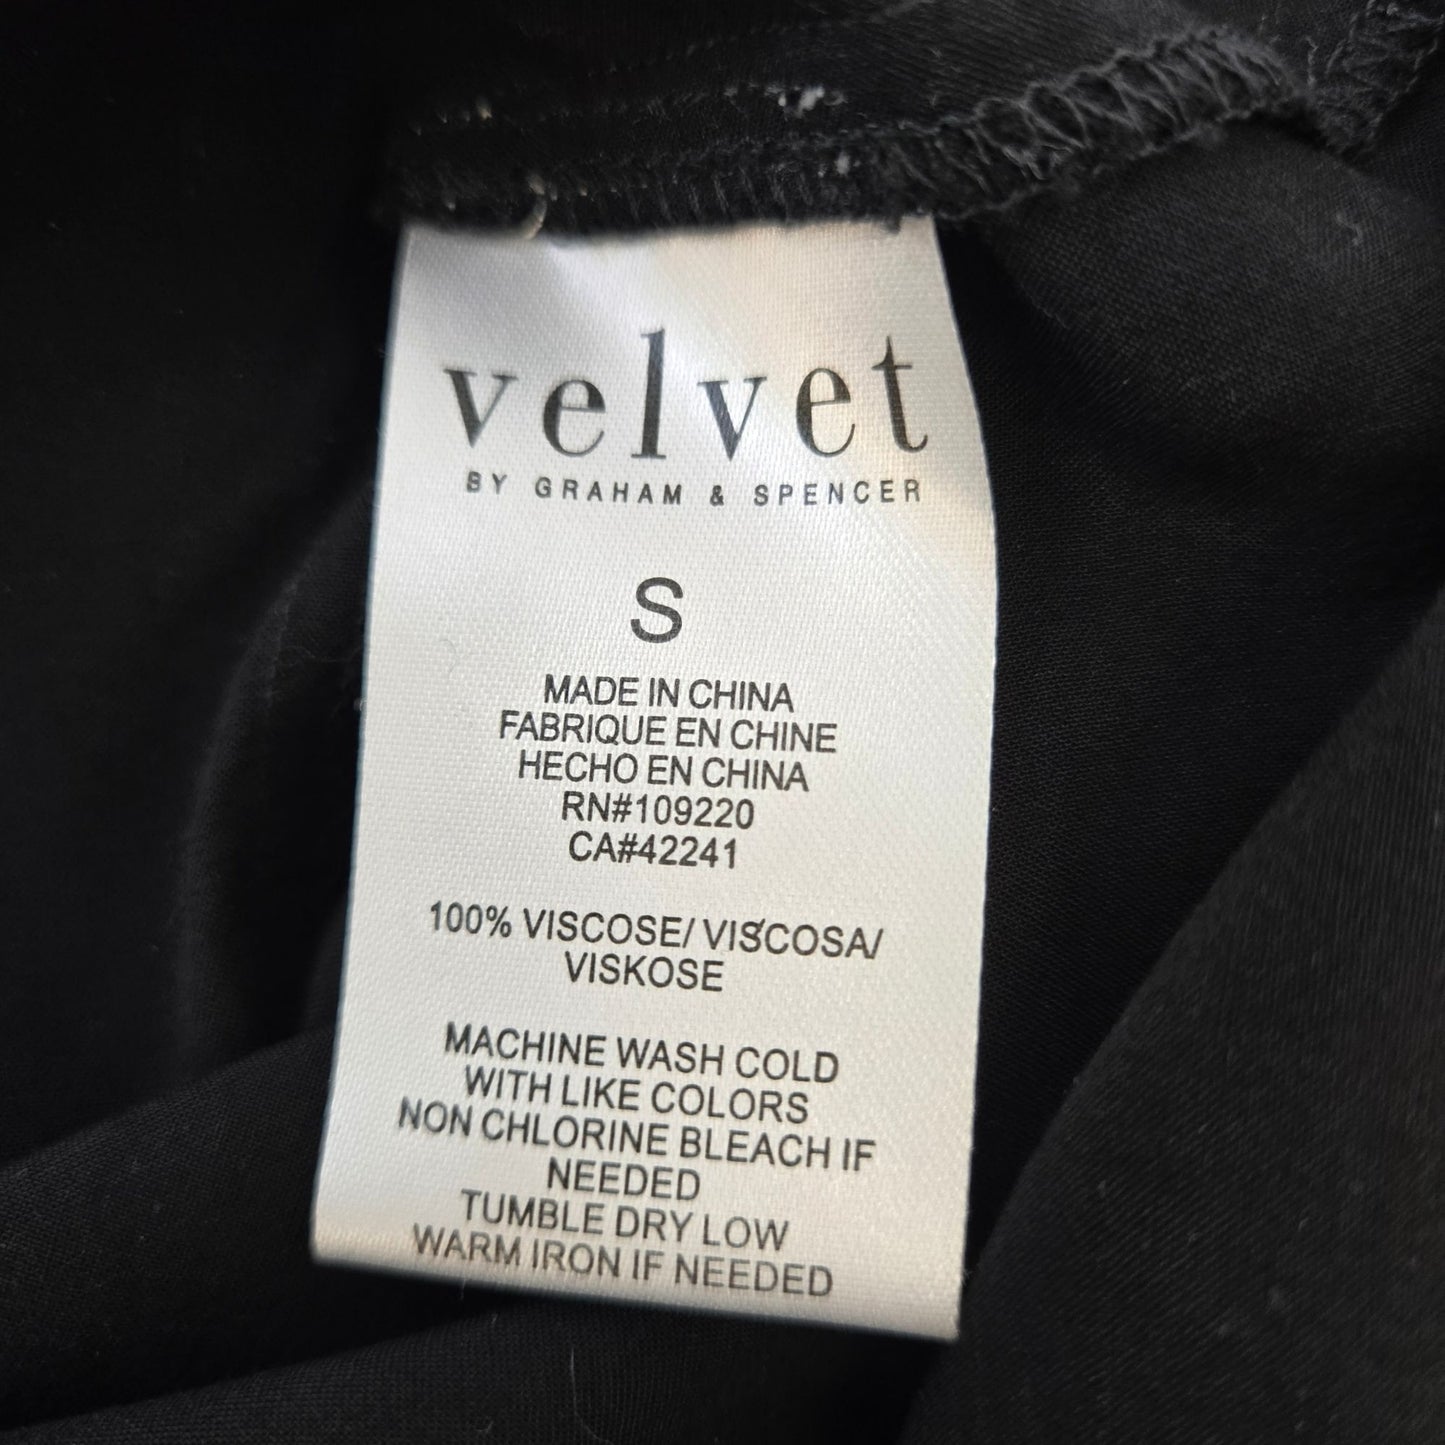 velvet
BY GRAHAM & SPENCER
S
MADE IN CHINA
FABRIQUE EN CHINE
HECHO EN CHINA
RN#109220
CA#42241
100% VISCOSE/ VISCOSA/
VISKOSE
MACHINE WASH COLD
WITH LIKE COLORS
NON CHLORINE BLEACH IF
NEEDED
TUMBLE DRY LOW
WARM IRON IF NEEDED